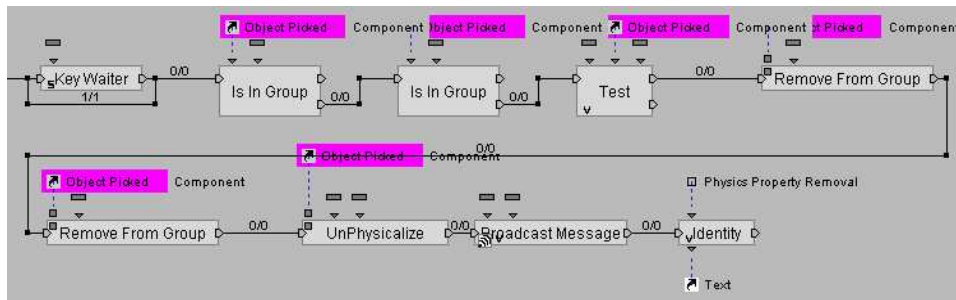 Object Picked Component Object Picked Component Object Picked Component Object Picked Component
Key Waiter 0/0 Is In Group 0/0 Is In Group 0/0 Test 0/0 Remove From Group
1/1
S
V
0/0
Object Picked Component
Object Picked Component Physics Property Removal
Remove From Group 0/0 UnPhysicalize 0/0 Broadcast Message 0/0 Identity
V V
Text